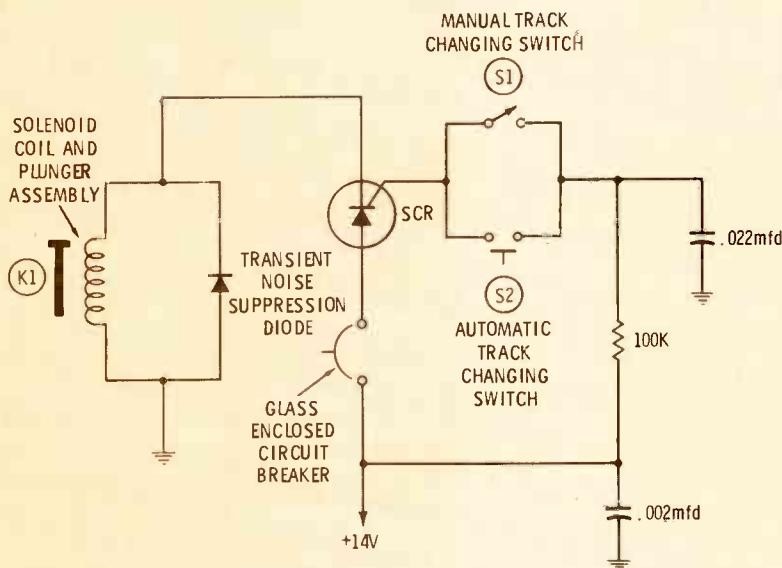 MANUAL TRACK
CHANGING SWITCH
S1
SOLENOID
COIL AND
PLUNGER
ASSEMBLY
SCR
.022mfd
K1
TRANSIENT
NOISE
SUPPRESSION
DIODE
S2
AUTOMATIC
TRACK
CHANGING
SWITCH
100K
GLASS
ENCLOSED
CIRCUIT
BREAKER
.002mfd
+14V